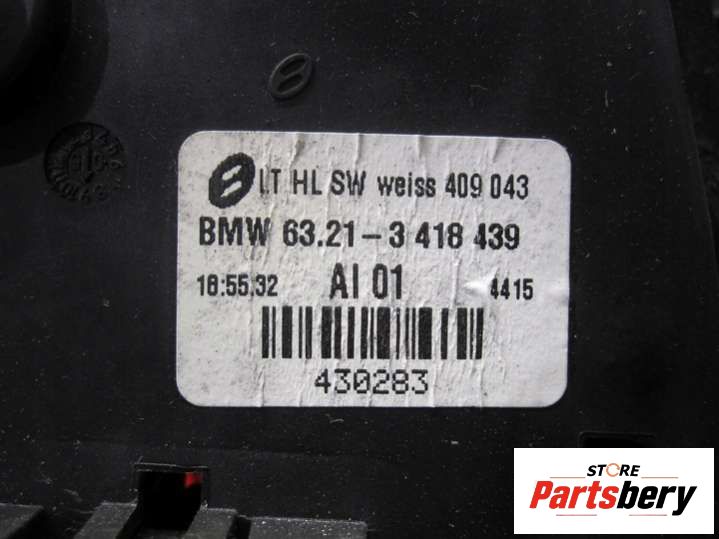 LT HL SW weiss 409 043
BMW 63.21-3 418 439
16:55.32 AI 01 4415
430283
STORE
Partsbery